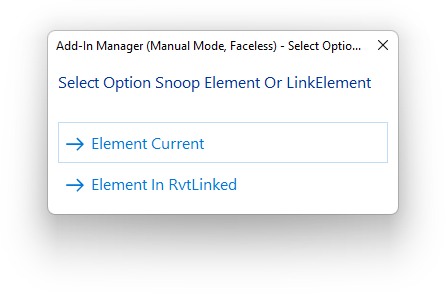 Add-In Manager (Manual Mode, Faceless) - Select Optio...
Select Option Snoop Element Or LinkElement
Element Current
Element In RvtLinked